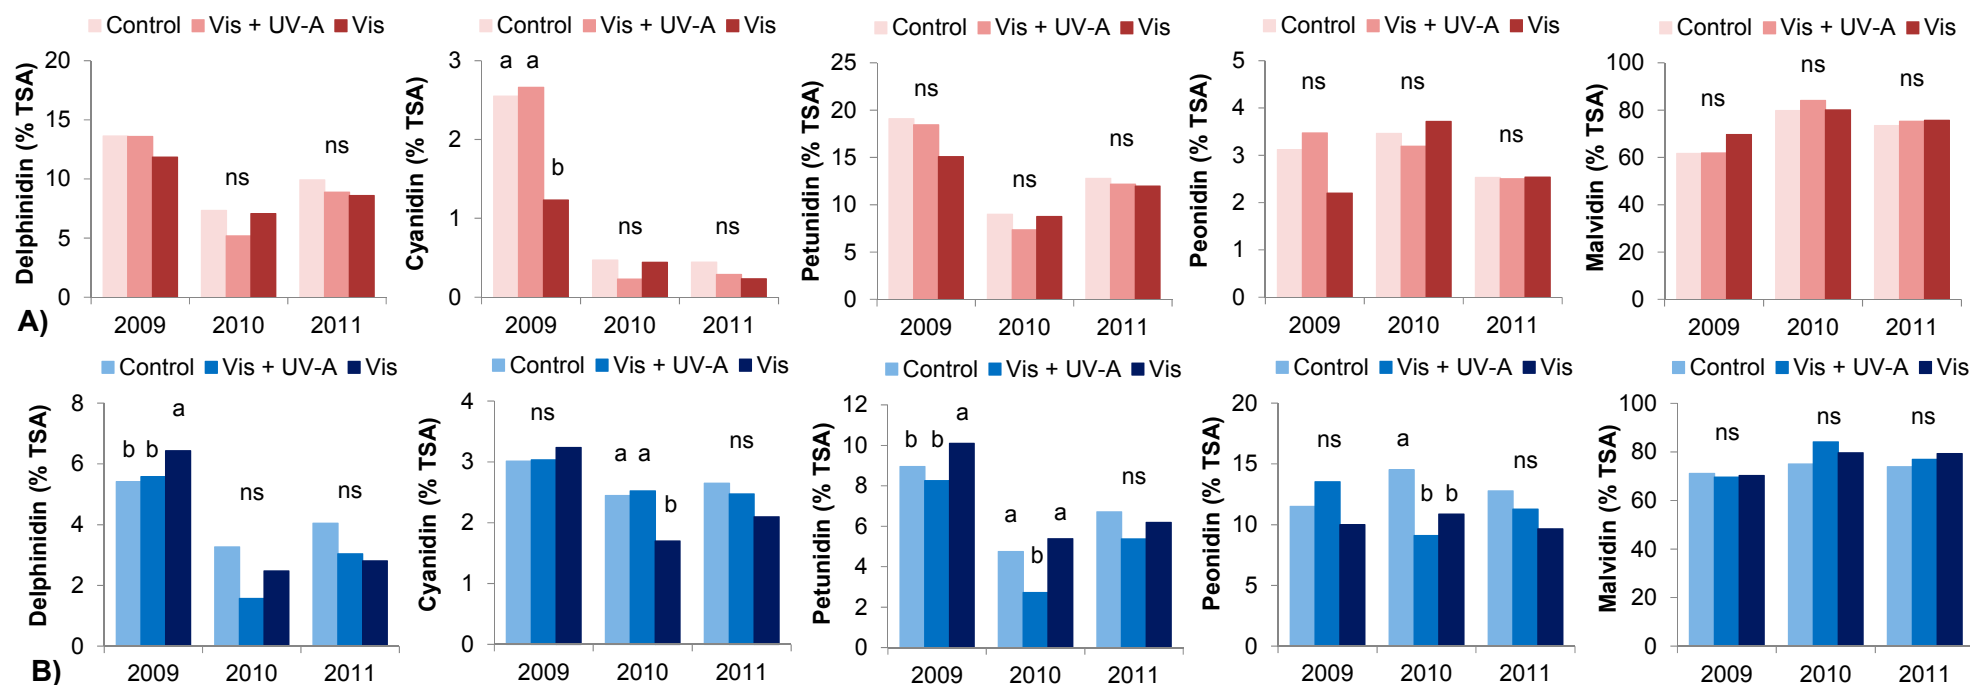 Control Vis + UV-A Vis
Delphinidin (% TSA)
20
15
10
5
0
ns
ns
2009 2010 2011
Control Vis + UV-A Vis
Cyanidin (% TSA)
3
2
1
0
a a
b
ns
ns
2009 2010 2011
Control Vis + UV-A Vis
Petunidin (% TSA)
25
20
15
10
5
0
ns
ns
ns
2009 2010 2011
Control Vis + UV-A Vis
Peonidin (% TSA)
5
4
3
2
1
0
ns
ns
ns
2009 2010 2011
Control Vis + UV-A Vis
Malvidin (% TSA)
100
80
60
40
20
0
ns
ns
ns
2009 2010 2011
A)
Control Vis + UV-A Vis
Delphinidin (% TSA)
8
6
4
2
0
b b a
ns
ns
2009 2010 2011
Control Vis + UV-A Vis
Cyanidin (% TSA)
4
3
2
1
0
ns
a a b
ns
2009 2010 2011
Control Vis + UV-A Vis
Petunidin (% TSA)
12
10
8
6
4
2
0
b b a
a b a
ns
2009 2010 2011
Control Vis + UV-A Vis
Peonidin (% TSA)
20
15
10
5
0
ns
a b b
ns
2009 2010 2011
Control Vis + UV-A Vis
Malvidin (% TSA)
100
80
60
40
20
0
ns
ns
ns
2009 2010 2011
B)